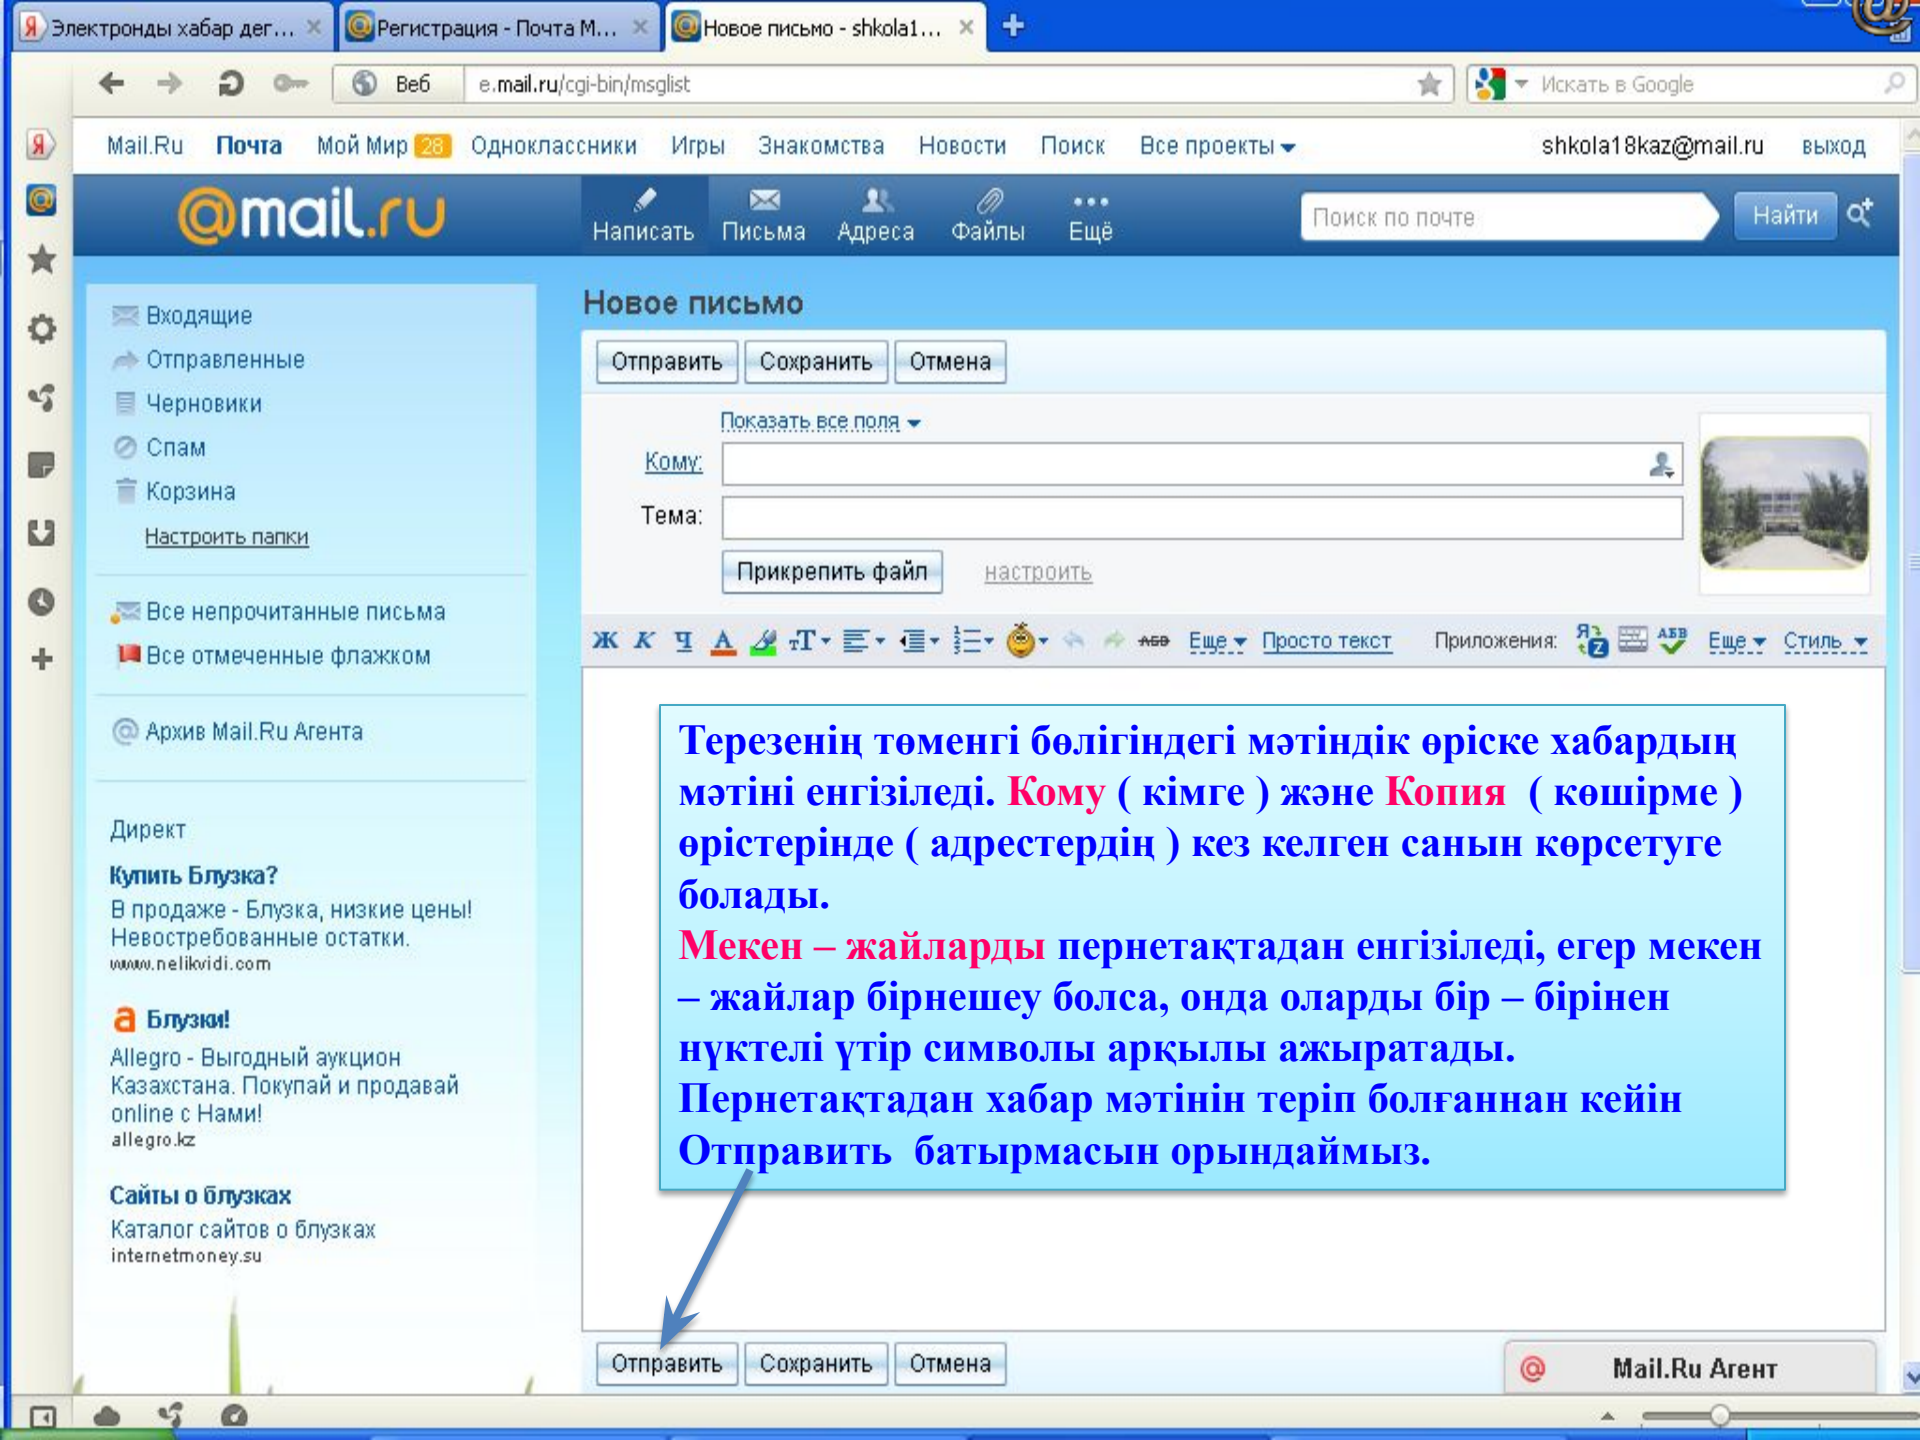 Электронды хабар дег...
Регистрация - Почта М...
Новое письмо - shkola1...
Веб
e.mail.ru/cgi-bin/msglist
Искать в Google
Mail.Ru Почта Мой Мир 28 Одноклассники Игры Знакомства Новости Поиск Все проекты
shkola18kaz@mail.ru выход
@mail.ru
Написать Письма Адреса Файлы Ещё
Поиск по почте
Найти
Входящие
Отправленные
Черновики
Спам
Корзина
Настроить папки
Все непрочитанные письма
Все отмеченные флажком
Архив Mail.Ru Агента
Директ
Купить Блузка?
В продаже - Блузка, низкие цены!
Невостребованные остатки.
www.nelikvidi.com
а Блузки!
Allegro - Выгодный аукцион
Казахстана. Покупай и продавай
online с Нами!
allegro.kz
Сайты о блузках
Каталог сайтов о блузках
internetmoney.su
Новое письмо
Отправить Сохранить Отмена
Показать все поля
Кому:
Тема:
Прикрепить файл настроить
Ж К Ч А тТ АБВ Еще Просто текст Приложения: АБВ Еще Стиль
Терезенің төменгі бөлігіндегі мәтіндік өріске хабардың
мәтіні енгізіледі. Кому ( кімге ) және Копия ( көшірме )
өрістерінде ( адрестердің ) кез келген санын көрсетуге
болады.
Мекен – жайларды пернетақтадан енгізіледі, егер мекен
– жайлар бірнешеу болса, онда оларды бір – бірінен
нүктелі үтір символы арқылы ажыратады.
Пернетақтадан хабар мәтінін теріп болғаннан кейін
Отправить батырмасын орындаймыз.
Отправить Сохранить Отмена
Mail.Ru Агент